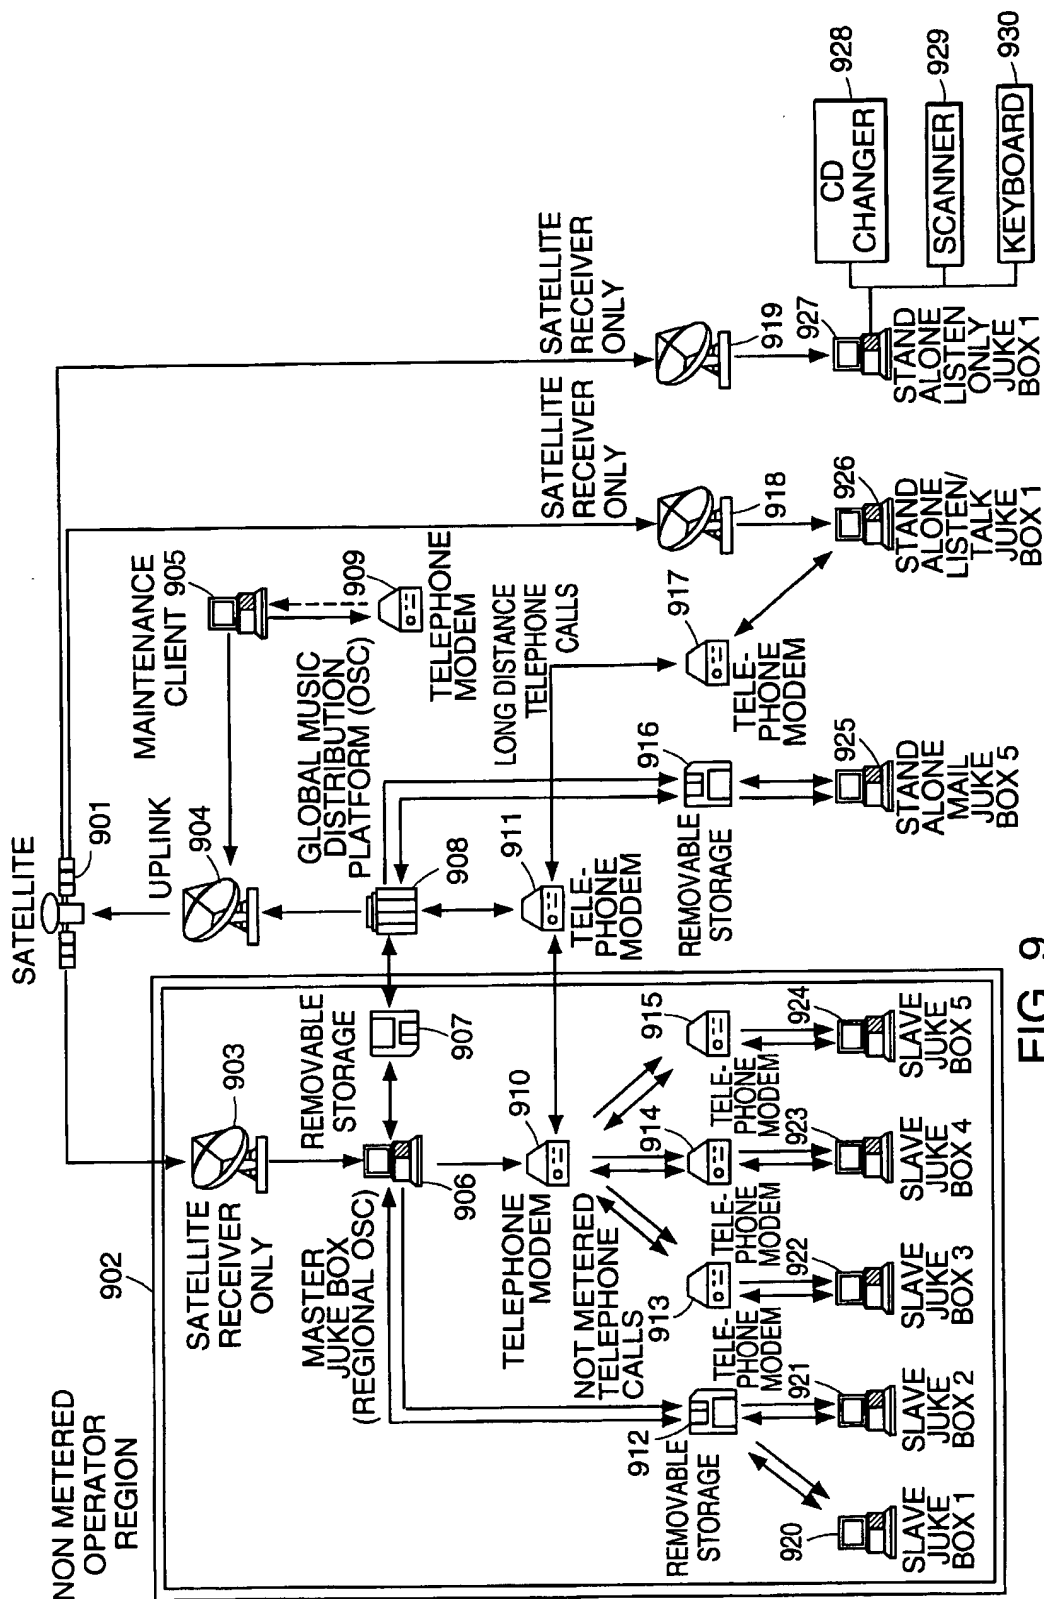 SATELLITE
901
UPLINK
904
MAINTENANCE
CLIENT
905
909
TELEPHONE
MODEM
GLOBAL MUSIC
DISTRIBUTION
PLATFORM (OSC)
908
NON METERED
OPERATOR
REGION
902
SATELLITE
RECEIVER
ONLY
903
REMOVABLE
STORAGE
907
MASTER
JUKE BOX
(REGIONAL OSC)
906
TELEPHONE
MODEM
910
911
TELE-
PHONE
MODEM
LONG DISTANCE
TELEPHONE
CALLS
SATELLITE
RECEIVER
ONLY
SATELLITE
RECEIVER
ONLY
NOT METERED
TELEPHONE
CALLS
912
REMOVABLE
STORAGE
913
TELE-
PHONE
MODEM
914
TELE-
PHONE
MODEM
915
TELE-
PHONE
MODEM
916
REMOVABLE
STORAGE
917
TELE-
PHONE
MODEM
918
919
920
SLAVE
JUKE
BOX 1
921
SLAVE
JUKE
BOX 2
922
SLAVE
JUKE
BOX 3
923
SLAVE
JUKE
BOX 4
924
SLAVE
JUKE
BOX 5
925
STAND
ALONE
MAIL
JUKE
BOX 5
926
STAND
ALONE
LISTEN/
TALK
JUKE
BOX 1
927
STAND
ALONE
LISTEN
ONLY
JUKE
BOX 1
CD
CHANGER
928
SCANNER
929
KEYBOARD
930
FIG. 9